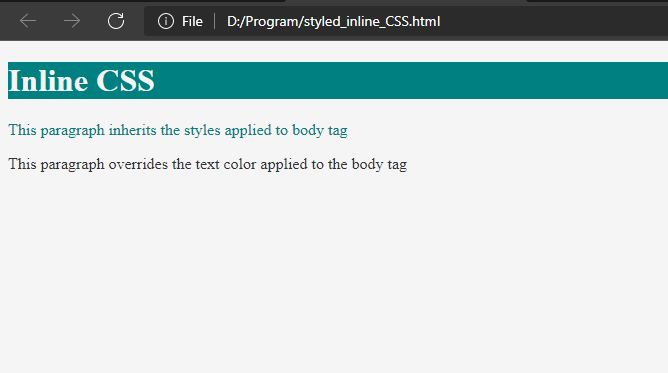 File D:/Program/styled_inline_CSS.html
Inline CSS
This paragraph inherits the styles applied to body tag
This paragraph overrides the text color applied to the body tag